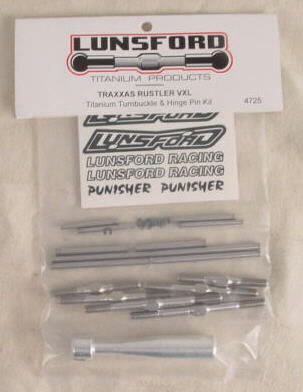 LUNSFORD
TITANIUM PRODUCTS
TRAXXAS RUSTLER VXL
Titanium Turnbuckle & Hinge Pin Kit 4725
LUNSFORD
LUNSFORD
LUNSFORD RACING
LUNSFORD RACING
PUNISHER PUNISHER